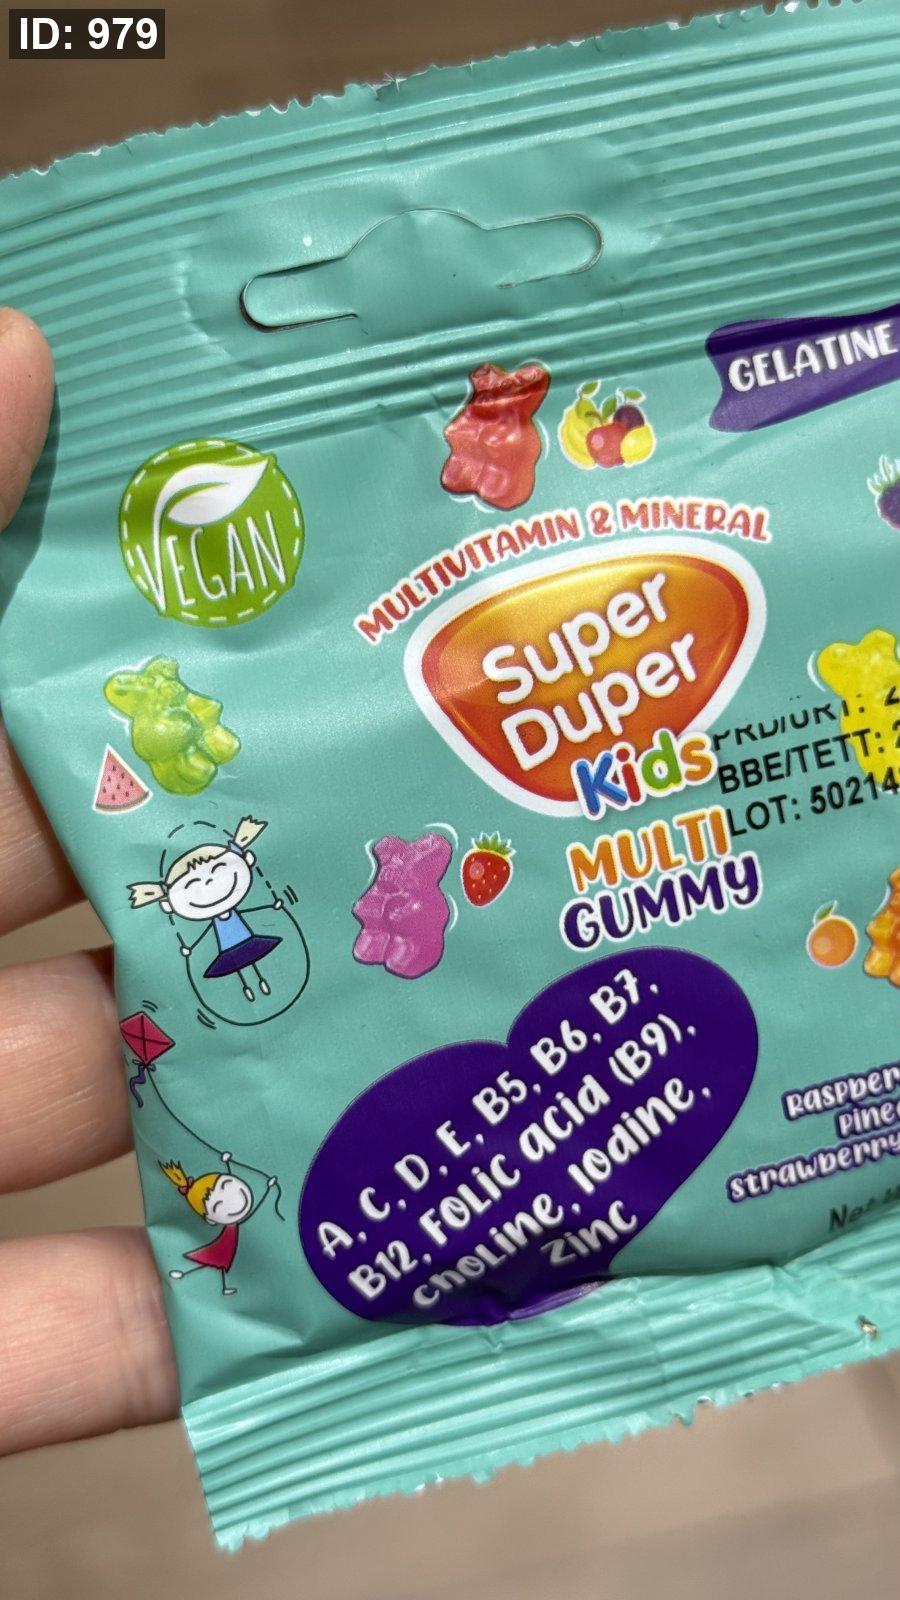 ID: 979
GELATINE
VEGAN
MULTIVITAMIN & MINERAL
Super
Duper
Kids
BBE/TETT:
LOT: 50214
MULTI
GUMMY
A, C, D, E, B5, B6, B7,
B12, FOLIC acid (B9),
choline, Iodine,
zinc
strawberry